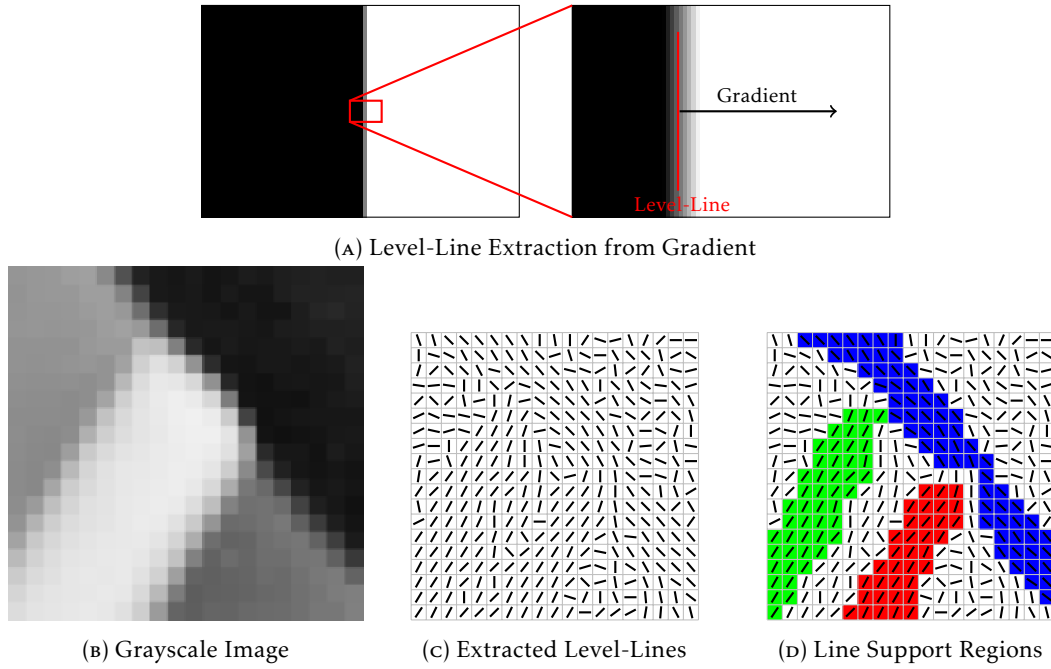 Gradient
Level-Line
(A) Level-Line Extraction from Gradient
(B) Grayscale Image
(C) Extracted Level-Lines
(D) Line Support Regions